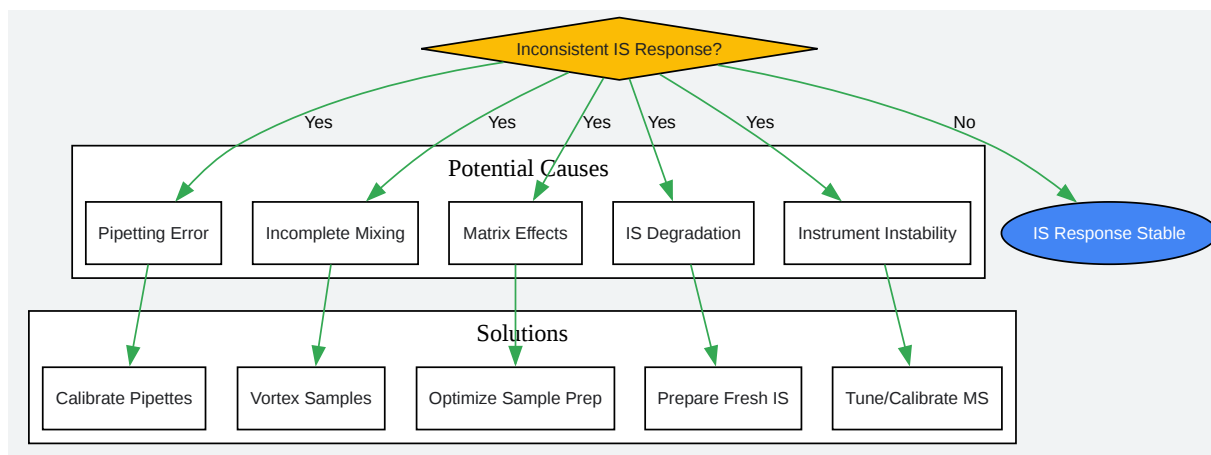 Inconsistent IS Response?
Yes
Yes
Yes
Yes
Yes
No
Potential Causes
Pipetting Error
Incomplete Mixing
Matrix Effects
IS Degradation
Instrument Instability
IS Response Stable
Solutions
Calibrate Pipettes
Vortex Samples
Optimize Sample Prep
Prepare Fresh IS
Tune/Calibrate MS